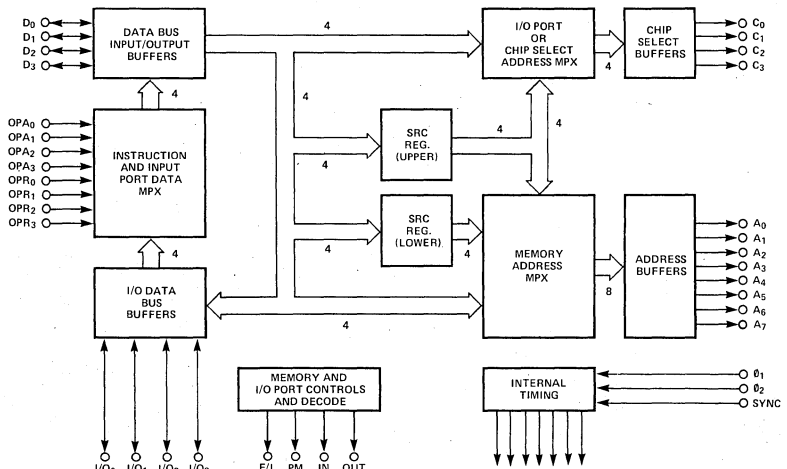 D0
D1
D2
D3
DATA BUS
INPUT/OUTPUT
BUFFERS
4
I/O PORT
OR
CHIP SELECT
ADDRESS MPX
4
CHIP
SELECT
BUFFERS
C0
C1
C2
C3
4
4
OPA0
OPA1
OPA2
OPA3
OPR0
OPR1
OPR2
OPR3
INSTRUCTION
AND INPUT
PORT DATA
MPX
4
SRC
REG.
(UPPER)
4
4
4
SRC
REG.
(LOWER)
4
4
MEMORY
ADDRESS
MPX
8
ADDRESS
BUFFERS
A0
A1
A2
A3
A4
A5
A6
A7
I/O DATA
BUS
BUFFERS
4
MEMORY AND
I/O PORT CONTROLS
AND DECODE
INTERNAL
TIMING
Ø1
Ø2
SYNC
PM
IN
OUT